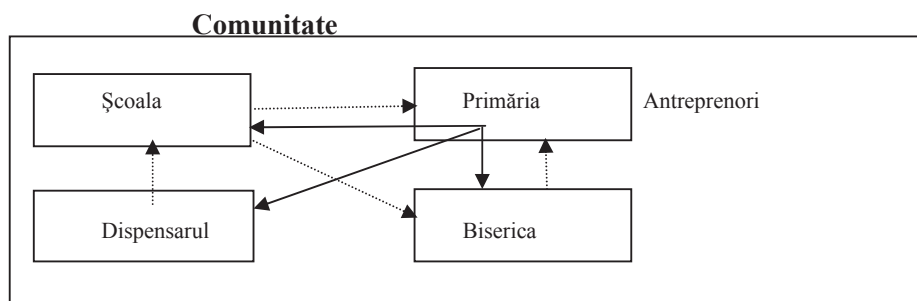 Comunitate
Şcoala
Primăria
Antreprenori
Dispensarul
Biserica